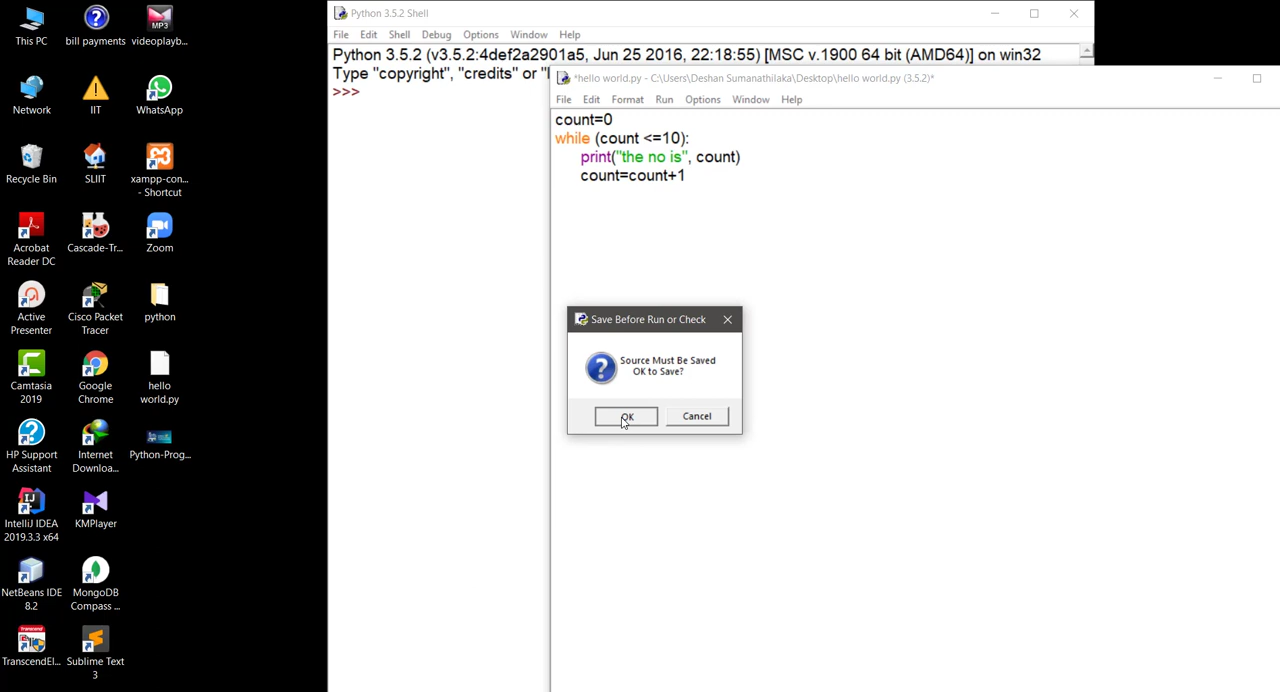 This PC
bill payments
MP3
videoplayb...
Network
IIT
WhatsApp
Recycle Bin
SLIIT
xampp-con...
- Shortcut
Acrobat
Reader DC
Cascade-Tr...
Zoom
Active
Presenter
Cisco Packet
Tracer
python
Camtasia
2019
Google
Chrome
hello
world.py
HP Support
Assistant
Internet
Downloa...
Python-Prog...
IntelliJ IDEA
2019.3.3 x64
KMPlayer
NetBeans IDE
8.2
MongoDB
Compass ...
TranscendEl...
Sublime Text
3
Python 3.5.2 Shell
File Edit Shell Debug Options Window Help
Python 3.5.2 (v3.5.2:4def2a2901a5, Jun 25 2016, 22:18:55) [MSC v.1900 64 bit (AMD64)] on win32
Type "copyright", "credits" or "l
>>>
*hello world.py - C:\Users\Deshan Sumanathilaka\Desktop\hello world.py (3.5.2)*
File Edit Format Run Options Window Help
count=0
while (count <=10):
print("the no is", count)
count=count+1
Save Before Run or Check
Source Must Be Saved
OK to Save?
OK
Cancel